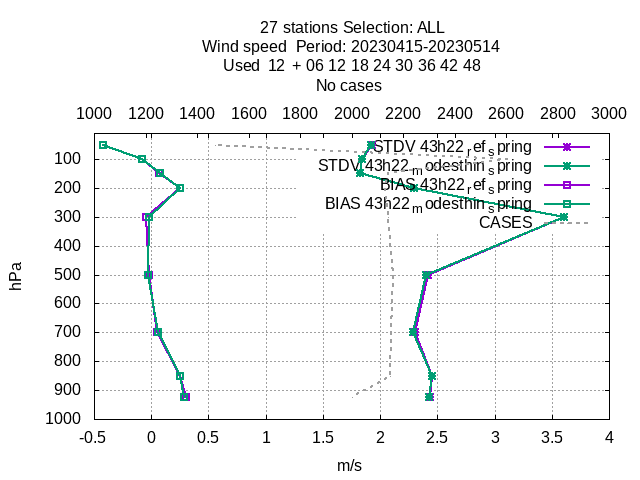 27 stations Selection: ALL
Wind speed  Period: 20230415-20230514
Used  12  + 06 12 18 24 30 36 42 48
No cases
1000 1200 1400 1600 1800 2000 2200 2400 2600 2800 3000
STDV 43h22_ref_spring
STDV 43h22_modesthin_spring
BIAS 43h22_ref_spring
BIAS 43h22_modesthin_spring
CASES
100
200
300
400
500
600
700
800
900
1000
hPa
-0.5 0 0.5 1 1.5 2 2.5 3 3.5 4
m/s